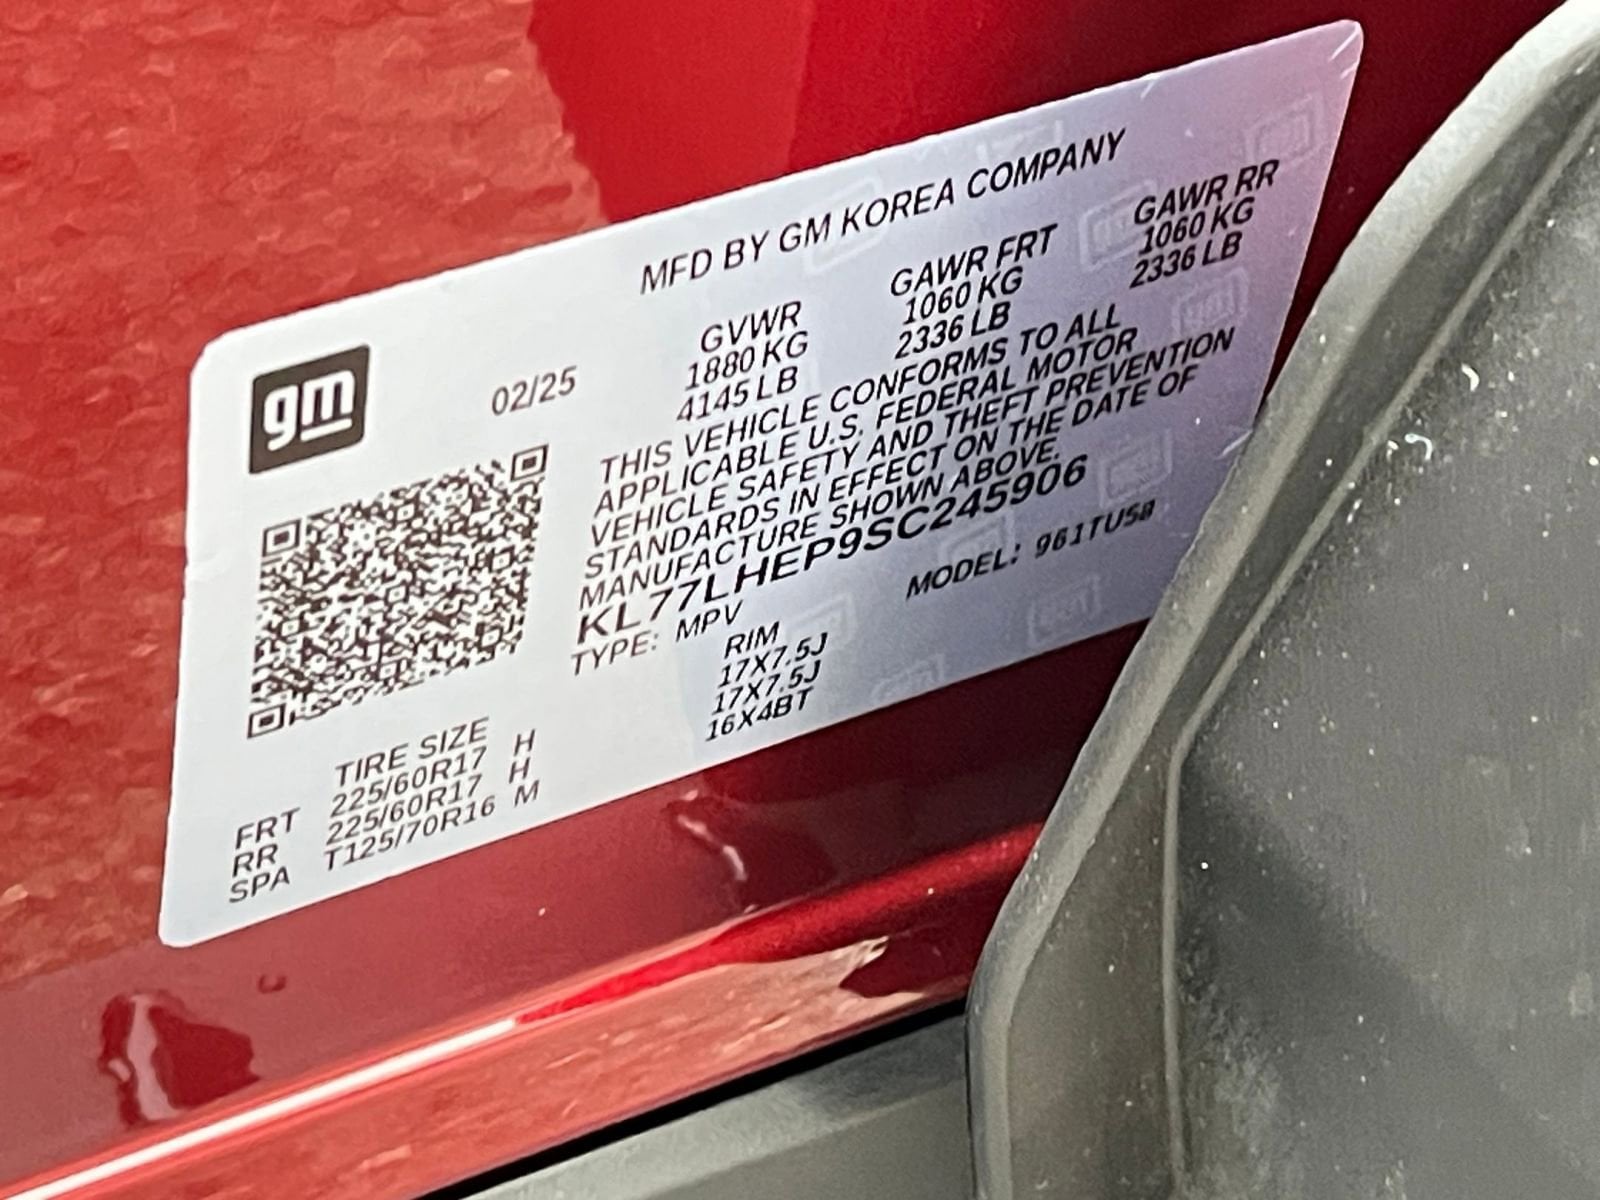 MFD BY GM KOREA COMPANY
gm
02/25
GVWR GAWR FRT GAWR RR
1880 KG 1060 KG 1060 KG
4145 LB 2336 LB 2336 LB
THIS VEHICLE CONFORMS TO ALL
APPLICABLE U.S. FEDERAL MOTOR
VEHICLE SAFETY AND THEFT PREVENTION
STANDARDS IN EFFECT ON THE DATE OF
MANUFACTURE SHOWN ABOVE.
KL77LHEP9SC245906
TYPE: MPV MODEL:
TIRE SIZE RIM
FRT 225/60R17 H 17X7.5J
RR 225/60R17 H 17X7.5J
SPA T125/70R16 M 16X4BT